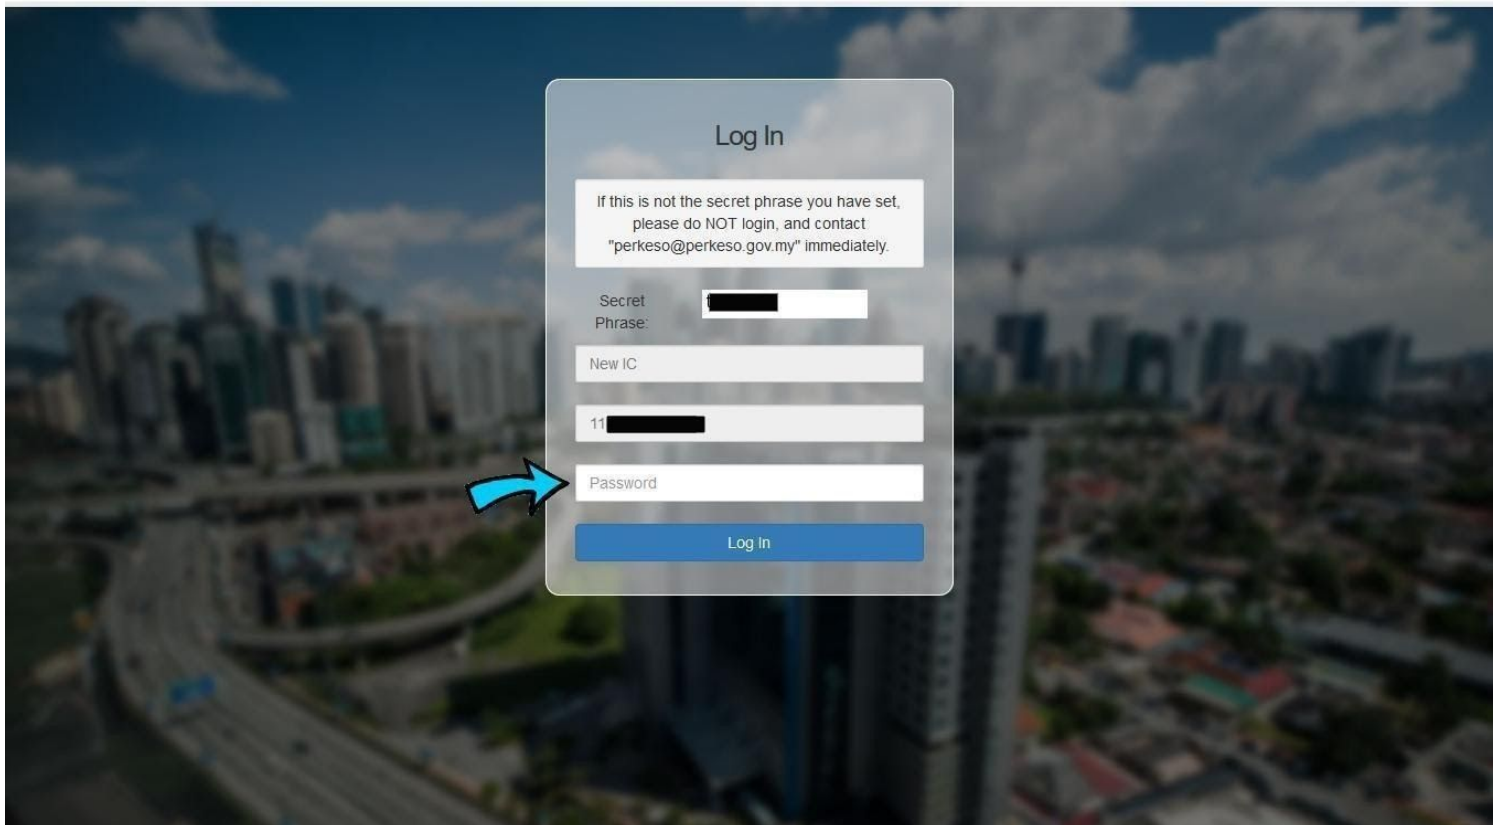 Log In
If this is not the secret phrase you have set,
please do NOT login, and contact
"perkeso@perkeso.gov.my" immediately.
Secret
Phrase:
New IC
11
Password
Log In